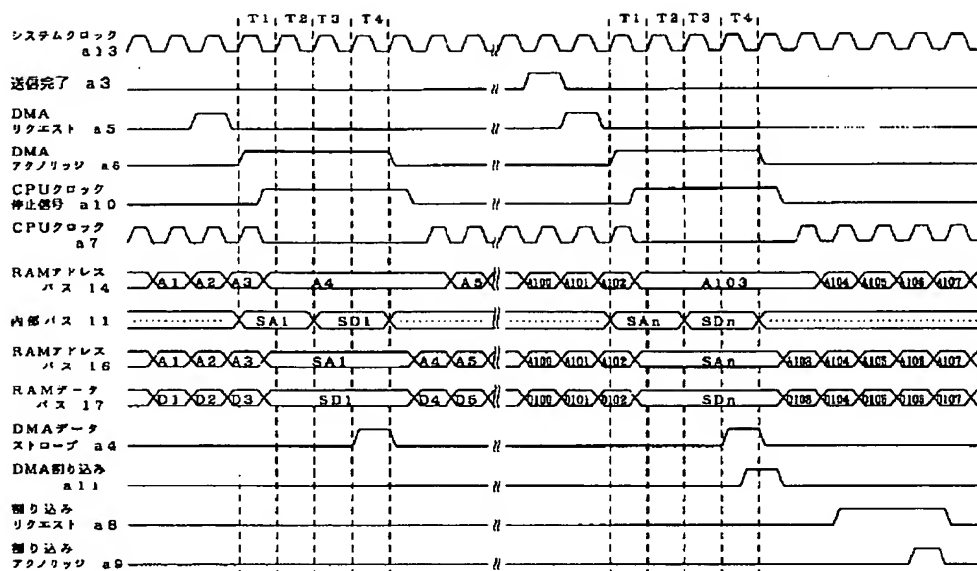 T1 T2 T3 T4 T1 T2 T3 T4
システムクロック
a13
送信完了 a3
DMA
リクエスト a5
DMA
アクノリッジ a6
CPUクロック
停止信号 a10
CPUクロック
a7
RAMアドレス
バス 14
A1 A2 A3 A4 A5 A100 A101 A102 A103 A104 A105 A106 A107
内部バス 11
SA1 SD1 SAn SDn
RAMアドレス
バス 16
A1 A2 A3 SA1 A4 A5 A100 A101 A102 SAn A103 A104 A105 A106 A107
RAMデータ
バス 17
D1 D2 D3 SD1 D4 D5 D100 D101 D102 SDn D103 D104 D105 D106 D107
DMAデータ
ストローブ a4
DMA割り込み
a11
割り込み
リクエスト a8
割り込み
アクノリッジ a9